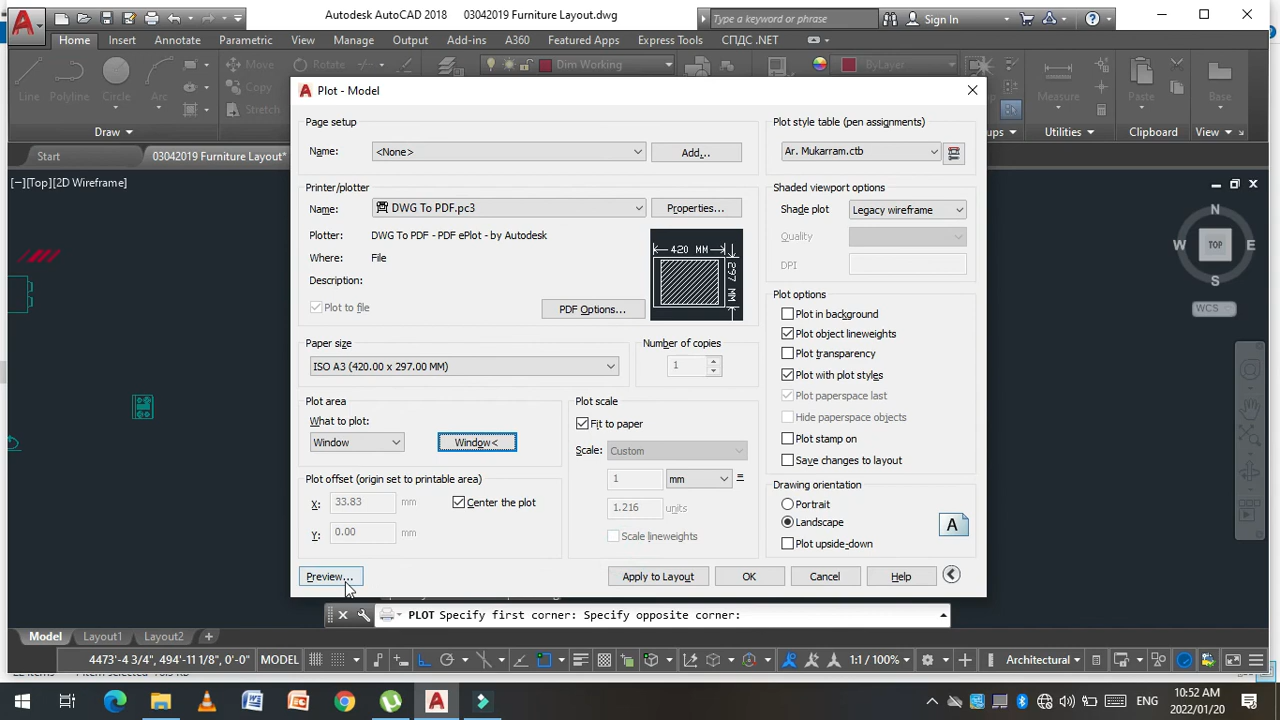 Autodesk AutoCAD 2018 03042019 Furniture Layout.dwg
Type a keyword or phrase
Sign In
Home Insert Annotate Parametric View Manage Output Add-ins A360 Featured Apps Express Tools СПДС .NET
Line Polyline Circle Arc
Move Rotate
Copy
Stretch
Dim Working
ByLayer
Measure
Paste
Base
Draw
Utilities
Clipboard
View
Start
03042019 Furniture Layout*
[−][Top][2D Wireframe]
Plot - Model
Page setup
Name: <None>
Add...
Printer/plotter
Name: DWG To PDF.pc3
Properties...
Plotter: DWG To PDF - PDF ePlot - by Autodesk
Where: File
Description:
Plot to file
PDF Options...
420 MM
297 MM
Paper size
ISO A3 (420.00 x 297.00 MM)
Number of copies
1
Plot area
What to plot:
Window
Window<
Plot scale
Fit to paper
Scale: Custom
1 mm =
1.216 units
Scale lineweights
Plot offset (origin set to printable area)
X: 33.83 mm
Center the plot
Y: 0.00 mm
Plot style table (pen assignments)
Ar. Mukarram.ctb
Shaded viewport options
Shade plot Legacy wireframe
Quality
DPI
Plot options
Plot in background
Plot object lineweights
Plot transparency
Plot with plot styles
Plot paperspace last
Hide paperspace objects
Plot stamp on
Save changes to layout
Drawing orientation
Portrait
Landscape
A
Plot upside-down
Preview...
Apply to Layout
OK
Cancel
Help
N
W TOP E
S
WCS
PLOT Specify first corner: Specify opposite corner:
Model Layout1 Layout2 +
4473'-4 3/4", 494'-11 1/8", 0'-0" MODEL
1:1 / 100%
Architectural
ENG
10:52 AM
2022/01/20